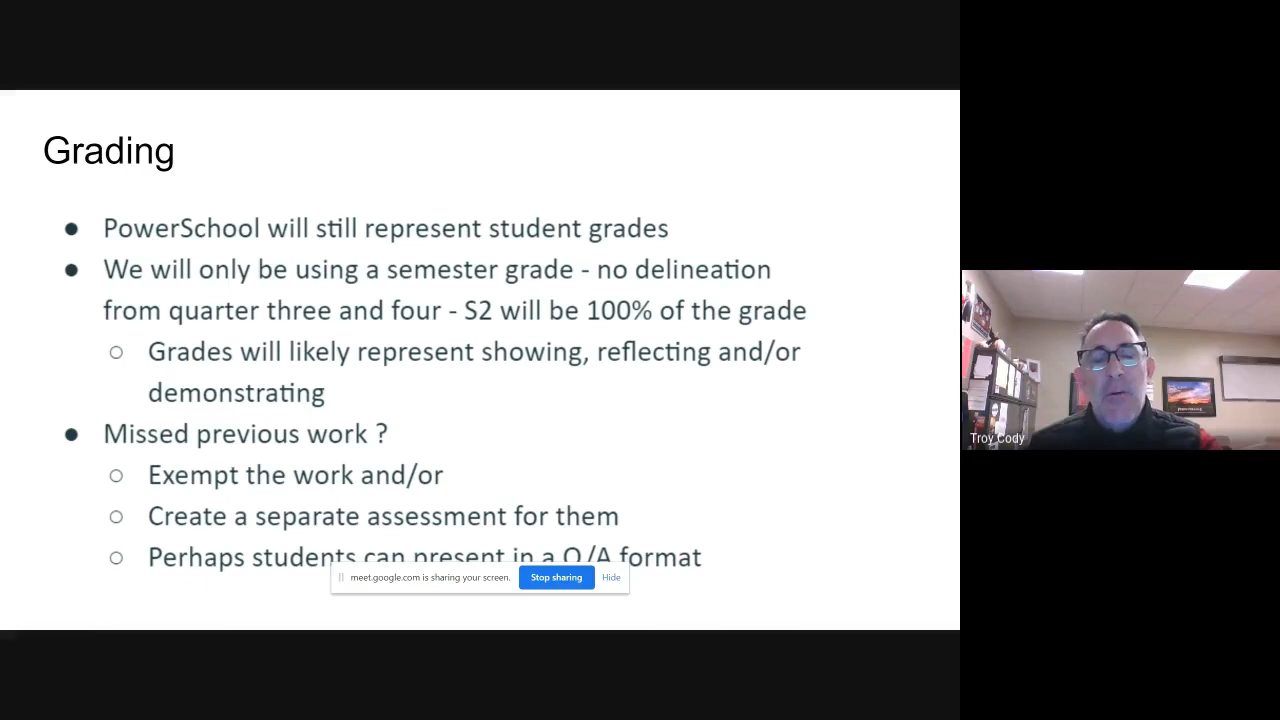 Grading
● PowerSchool will still represent student grades
● We will only be using a semester grade - no delineation
from quarter three and four - S2 will be 100% of the grade
○ Grades will likely represent showing, reflecting and/or
demonstrating
● Missed previous work ?
○ Exempt the work and/or
○ Create a separate assessment for them
○ Perhaps students can present in a Q/A format
meet.google.com is sharing your screen. Stop sharing Hide
Troy Cody